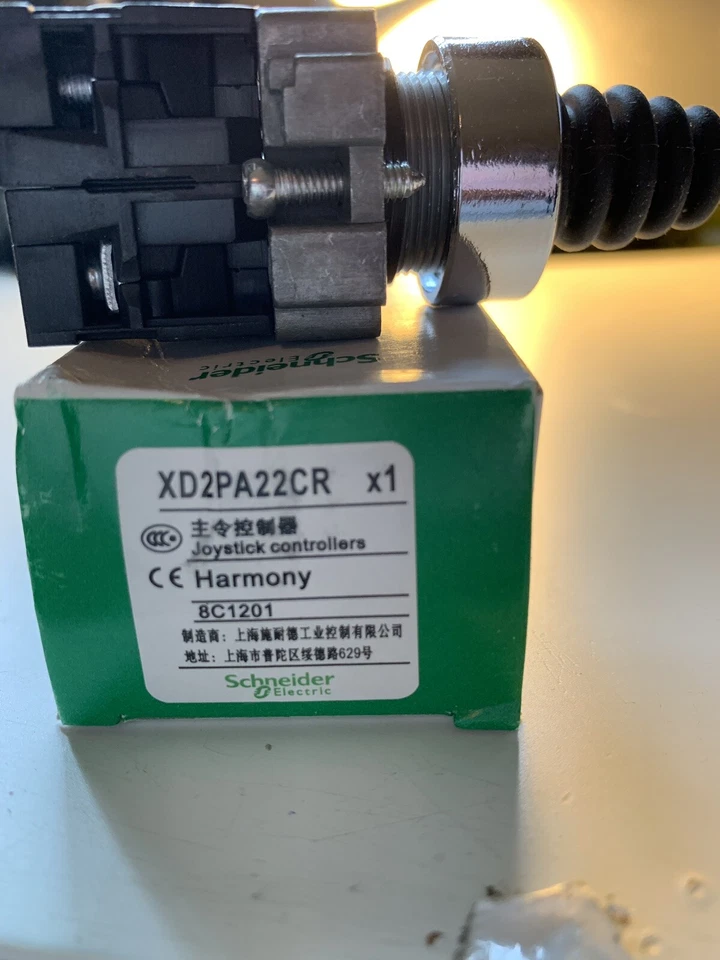 Schneider
Electric
XD2PA22CR x1
CCC 主令控制器
Joystick controllers
CE Harmony
8C1201
制造商：上海施耐德工业控制有限公司
地址：上海市普陀区绥德路629号
Schneider
Electric